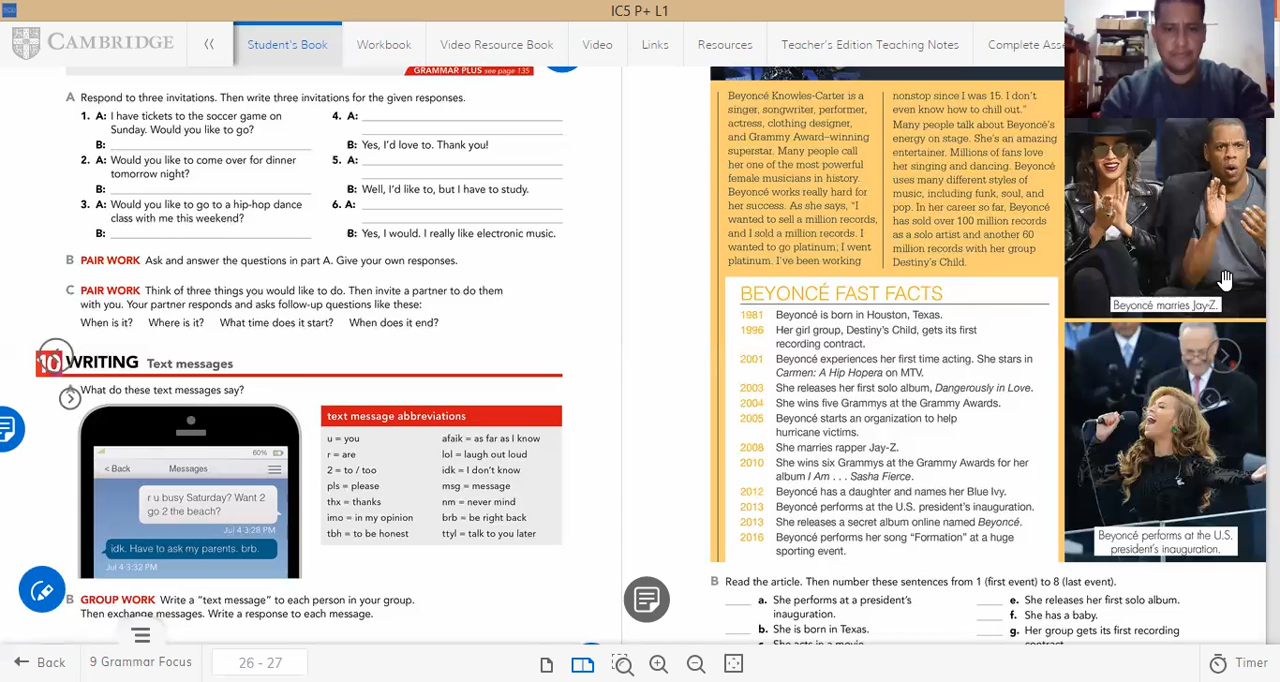 IC5 P+ L1
CAMBRIDGE
Student's Book
Workbook
Video Resource Book
Video
Links
Resources
Teacher's Edition Teaching Notes
Complete Asse
GRAMMAR PLUS see page 135
A Respond to three invitations. Then write three invitations for the given responses.
1. A: I have tickets to the soccer game on
Sunday. Would you like to go?
B:
2. A: Would you like to come over for dinner
tomorrow night?
B:
3. A: Would you like to go to a hip-hop dance
class with me this weekend?
B:
4. A:
B: Yes, I'd love to. Thank you!
5. A:
B: Well, I'd like to, but I have to study.
6. A:
B: Yes, I would. I really like electronic music.
B PAIR WORK Ask and answer the questions in part A. Give your own responses.
C PAIR WORK Think of three things you would like to do. Then invite a partner to do them
with you. Your partner responds and asks follow-up questions like these:
When is it? Where is it? What time does it start? When does it end?
10 WRITING Text messages
A What do these text messages say?
60%
< Back Messages
r u busy Saturday? Want 2
go 2 the beach?
Jul 4 3:28 PM
idk. Have to ask my parents. brb.
Jul 4 3:32 PM
text message abbreviations
u = you
r = are
2 = to / too
pls = please
thx = thanks
imo = in my opinion
tbh = to be honest
afaik = as far as I know
lol = laugh out loud
idk = I don't know
msg = message
nm = never mind
brb = be right back
ttyl = talk to you later
B GROUP WORK Write a "text message" to each person in your group.
Then exchange messages. Write a response to each message.
Beyoncé Knowles-Carter is a
singer, songwriter, performer,
actress, clothing designer,
and Grammy Award–winning
superstar. Many people call
her one of the most powerful
female musicians in history.
Beyoncé works really hard for
her success. As she says, "I
wanted to sell a million records,
and I sold a million records. I
wanted to go platinum; I went
platinum. I've been working
nonstop since I was 15. I don't
even know how to chill out."
Many people talk about Beyoncé's
energy on stage. She's an amazing
entertainer. Millions of fans love
her singing and dancing. Beyoncé
uses many different styles of
music, including funk, soul, and
pop. In her career so far, Beyoncé
has sold over 100 million records
as a solo artist and another 60
million records with her group
Destiny's Child.
BEYONCÉ FAST FACTS
1981 Beyoncé is born in Houston, Texas.
1996 Her girl group, Destiny's Child, gets its first
recording contract.
2001 Beyoncé experiences her first time acting. She stars in
Carmen: A Hip Hopera on MTV.
2003 She releases her first solo album, Dangerously in Love.
2004 She wins five Grammys at the Grammy Awards.
2005 Beyoncé starts an organization to help
hurricane victims.
2008 She marries rapper Jay-Z.
2010 She wins six Grammys at the Grammy Awards for her
album I Am . . . Sasha Fierce.
2012 Beyoncé has a daughter and names her Blue Ivy.
2013 Beyoncé performs at the U.S. president's inauguration.
2013 She releases a secret album online named Beyoncé.
2016 Beyoncé performs her song "Formation" at a huge
sporting event.
Beyoncé marries Jay-Z.
Beyoncé performs at the U.S.
president's inauguration.
B Read the article. Then number these sentences from 1 (first event) to 8 (last event).
a. She performs at a president's
inauguration.
b. She is born in Texas.
c. She acts in a movie.
e. She releases her first solo album.
f. She has a baby.
g. Her group gets its first recording
contract.
Back
9 Grammar Focus
26 - 27
Timer